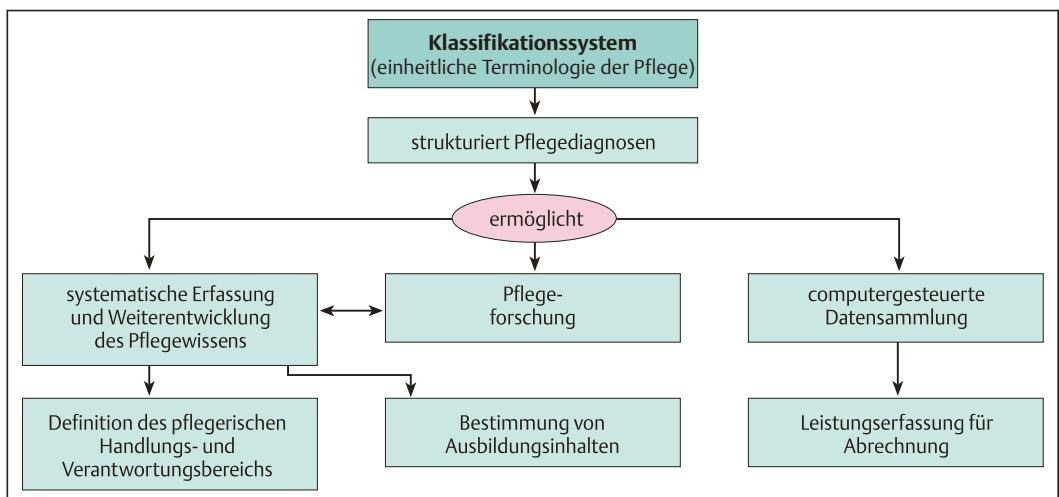 Klassifikationssystem
(einheitliche Terminologie der Pflege)
strukturiert Pflegediagnosen
ermöglicht
systematische Erfassung
und Weiterentwicklung
des Pflegewissens
Pflege-
forschung
computergesteuerte
Datensammlung
Definition des pflegerischen
Handlungs- und
Verantwortungsbereichs
Bestimmung von
Ausbildungsinhalten
Leistungserfassung für
Abrechnung